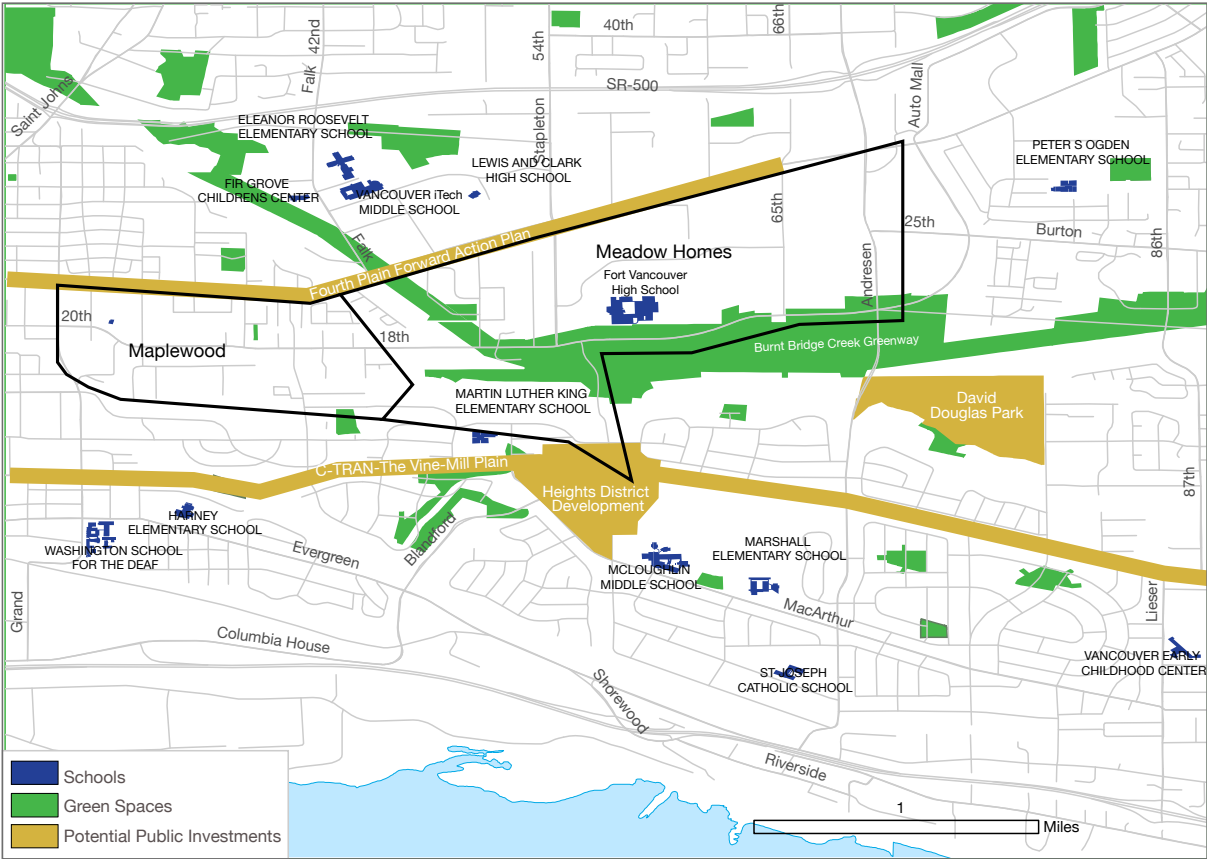 40th
66th
42nd
Falk
54th
SR-500
Auto Mall
Saint Johns
ELEANOR ROOSEVELT
ELEMENTARY SCHOOL
Stapleton
LEWIS AND CLARK
HIGH SCHOOL
PETER S OGDEN
ELEMENTARY SCHOOL
FIR GROVE
CHILDRENS CENTER
VANCOUVER iTech
MIDDLE SCHOOL
65th
25th
Burton
86th
Falk
Fourth Plain Forward Action Plan
Meadow Homes
Fort Vancouver
High School
Andresen
20th
Maplewood
18th
Burnt Bridge Creek Greenway
MARTIN LUTHER KING
ELEMENTARY SCHOOL
David
Douglas Park
C-TRAN-The Vine-Mill Plain
87th
Heights District
Development
HARNEY
ELEMENTARY SCHOOL
WASHINGTON SCHOOL
FOR THE DEAF
Evergreen
Blandford
MARSHALL
ELEMENTARY SCHOOL
MCLOUGHLIN
MIDDLE SCHOOL
MacArthur
Lieser
Grand
Columbia House
VANCOUVER EARLY
CHILDHOOD CENTER
ST JOSEPH
CATHOLIC SCHOOL
Shorewood
Riverside
Schools
Green Spaces
Potential Public Investments
1
Miles